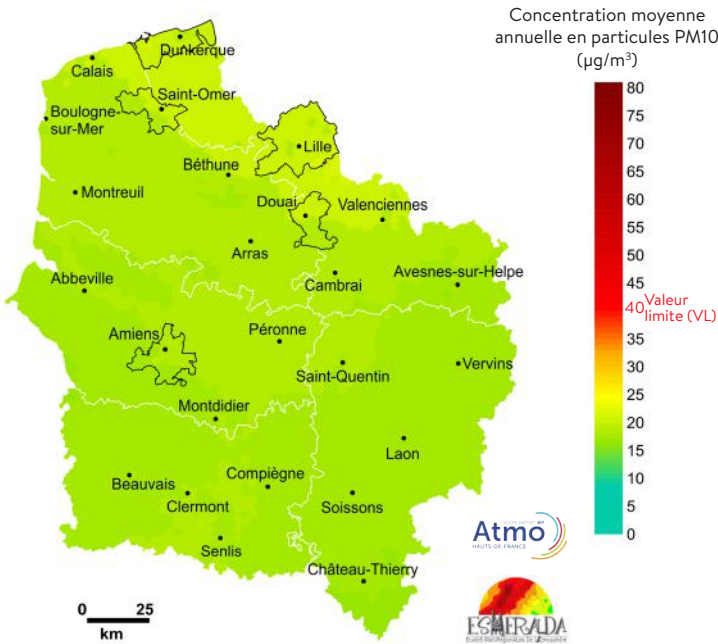 Concentration moyenne
annuelle en particules PM10
(µg/m³)
Dunkerque
Calais
Saint-Omer
Boulogne-
sur-Mer
Lille
Béthune
Montreuil
Douai
Valenciennes
Arras
Abbeville
Cambrai
Avesnes-sur-Helpe
Amiens
Péronne
Saint-Quentin
Vervins
Montdidier
Laon
Beauvais
Compiègne
Clermont
Soissons
Senlis
Château-Thierry
80
75
70
65
60
55
50
45
40 Valeur
limite (VL)
35
30
25
20
15
10
5
0
Atmo
HAUTS-DE-FRANCE
ESMERALDA
0 25
km